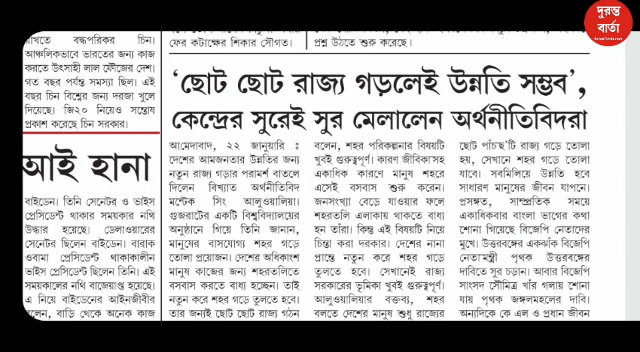 রাখতে বদ্ধপরিকর চিন।
আঞ্চলিকভাবে ভারতের জন্য কাজ
করতে উৎসাহী লাল ফৌজের দেশ।
গত বছর পর্যন্ত সমস্যা ছিল। এই
বছর চিন বিশ্বের জন্য দরজা খুলে
দিয়েছে। জি২০ নিয়েও সন্তোষ
প্রকাশ করেছে চিন সরকার।
আই হানা
বাইডেন। তিনি সেনেটর ও ভাইস
প্রেসিডেন্ট থাকার সময়কার নথি
উদ্ধার হয়েছে। ডেলাওয়ারের
সেনেটর ছিলেন বাইডেন। বারাক
ওবামা প্রেসিডেন্ট থাকাকালীন
ভাইস প্রেসিডেন্ট ছিলেন তিনি। এই
সময়কালের নথি বাজেয়াপ্ত হয়েছে।
এ নিয়ে বাইডেনের আইনজীবীর
বলেন, বাড়ি থেকে অনেক কাজ
ফের কটাক্ষের শিকার সৌগত।
প্রশ্ন উঠতে শুরু করেছে।
'ছোট ছোট রাজ্য গড়লেই উন্নতি সম্ভব',
কেন্দ্রের সুরেই সুর মেলালেন অর্থনীতিবিদরা
আমেদাবাদ, ২২ জানুয়ারি ঃ
দেশের আমজনতার উন্নতির জন্য
নতুন রাজ্য গড়ার পরামর্শ বাতলে
দিলেন বিখ্যাত অর্থনীতিবিদ
মন্টেক সিং আলুওয়ালিয়া।
গুজরাটের একটি বিশ্ববিদ্যালয়ের
অনুষ্ঠানে গিয়ে তিনি জানান,
মানুষের বাসযোগ্য শহর গড়ে
তোলা প্রয়োজন। দেশের অধিকাংশ
মানুষ কাজের জন্য শহরতলিতে
বসবাস করতে বাধ্য হচ্ছেন। তাই
নতুন করে শহর গড়ে তুলতে হবে।
তার জন্যই ছোট ছোট রাজ্য গঠন
বলেন, শহর পরিকল্পনার বিষয়টি
খুবই গুরুত্বপূর্ণ। কারণ জীবিকাসহ
একাধিক কারণে মানুষ শহরে
এসেই বসবাস শুরু করেন।
জনসংখ্যা বেড়ে যাওয়ার ফলে
শহরতলি এলাকায় থাকতে বাধ্য
হন তাঁরা। কিন্তু এই বিষয়টি নিয়ে
চিন্তা করা দরকার। দেশের নানা
প্রান্তে নতুন করে শহর গড়ে
তুলতে হবে। সেখানেই রাজ্য
সরকারের ভূমিকা খুবই গুরুত্বপূর্ণ।
আলুওয়ালিয়ার বক্তব্য, শহর
বলতে দেশের মানুষ শুধু রাজ্যের
ছোট পাঁচছ'টি রাজ্য গড়ে তোলা
হয়, সেখানে শহর গড়ে তোলা
যাবে। সবমিলিয়ে উন্নতি হবে
সাধারণ মানুষের জীবন যাপনে।
প্রসঙ্গত, সাম্প্রতিক সময়ে
একাধিকবার বাংলা ভাগের কথা
শোনা গিয়েছে বিজেপি নেতাদের
মুখে। উত্তরবঙ্গের একঝাঁক বিজেপি
নেতামন্ত্রী পৃথক উত্তরবঙ্গের
দাবিতে সুর চড়ান। আবার বিজেপি
সাংসদ সৌমিত্র খাঁর গলায় শোনা
যায় পৃথক জঙ্গলমহলের দাবি।
অন্যদিকে কে এল ও প্রধান জীবন
দুরন্ত
বার্তা